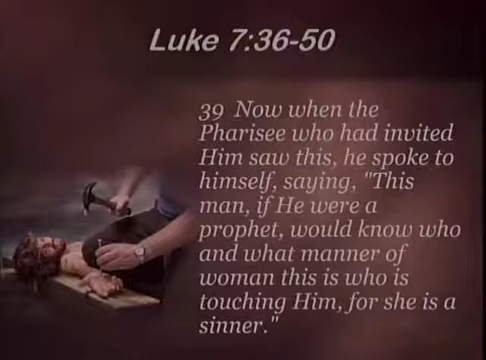 Luke 7:36-50
39 Now when the
Pharisee who had invited
Him saw this, he spoke to
himself, saying, "This
man, if He were a
prophet, would know who
and what manner of
woman this is who is
touching Him, for she is a
sinner."